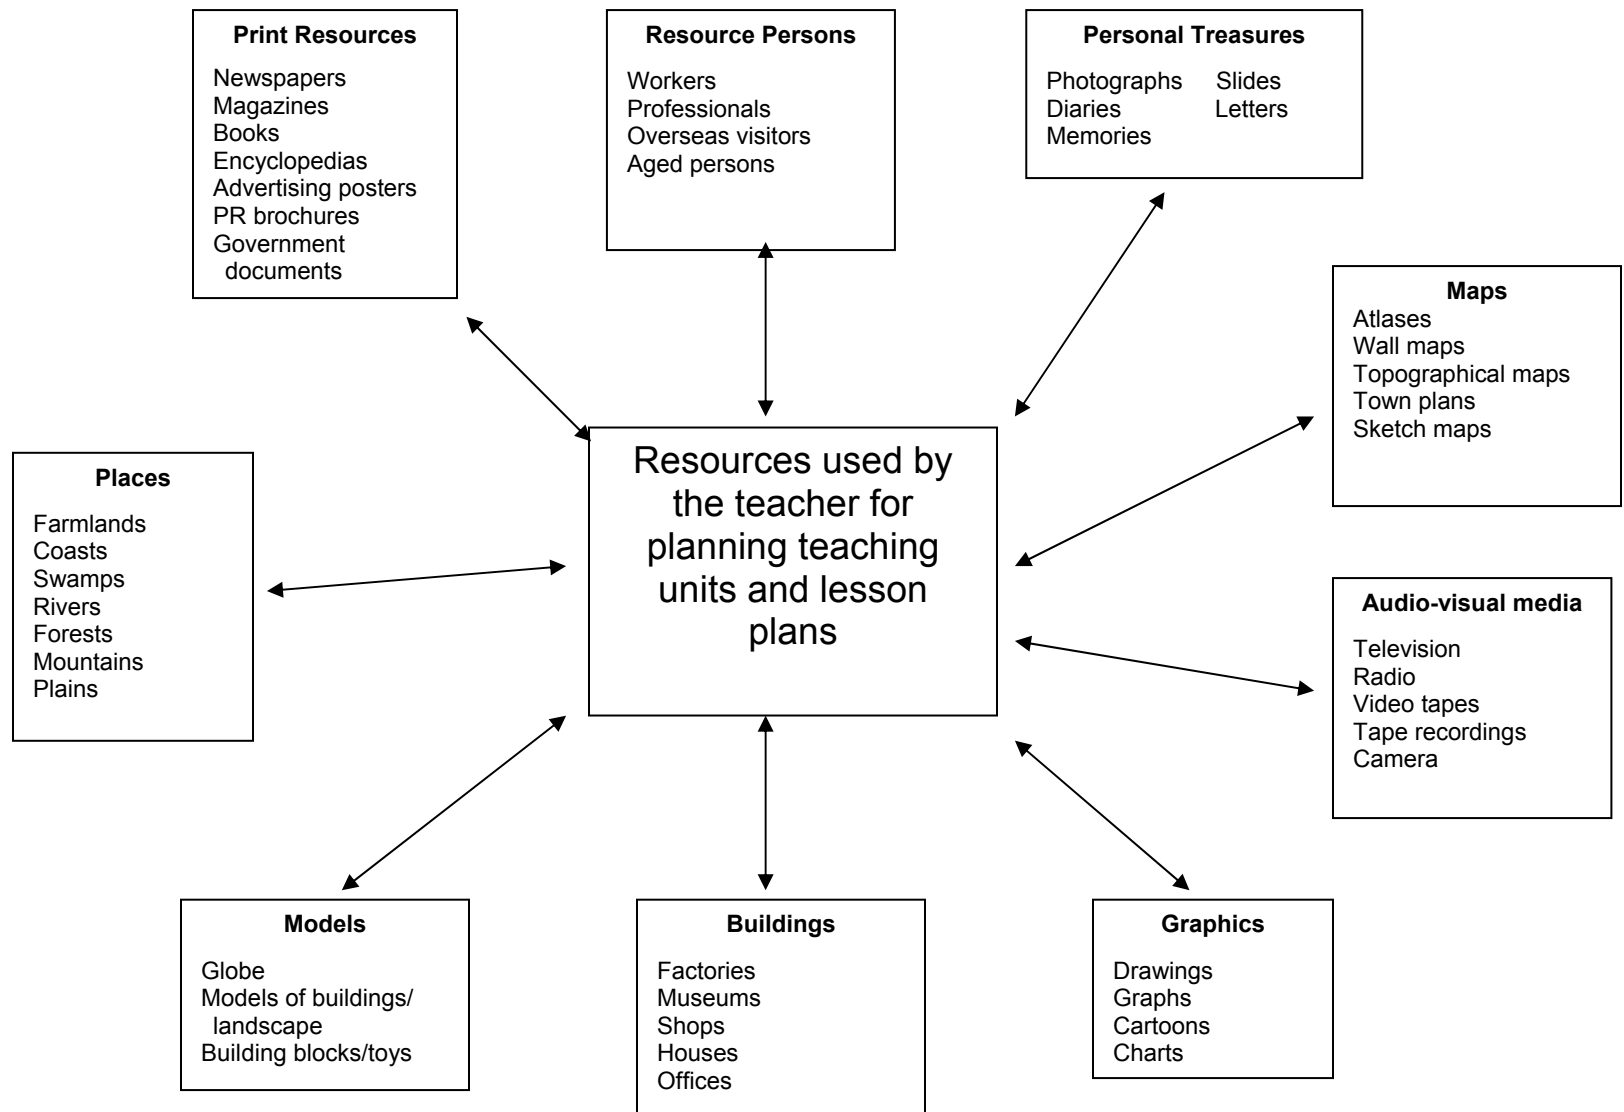 Print Resources
Newspapers
Magazines
Books
Encyclopedias
Advertising posters
PR brochures
Government
documents
Resource Persons
Workers
Professionals
Overseas visitors
Aged persons
Personal Treasures
Photographs Slides
Diaries Letters
Memories
Maps
Atlases
Wall maps
Topographical maps
Town plans
Sketch maps
Places
Farmlands
Coasts
Swamps
Rivers
Forests
Mountains
Plains
Resources used by
the teacher for
planning teaching
units and lesson
plans
Audio-visual media
Television
Radio
Video tapes
Tape recordings
Camera
Models
Globe
Models of buildings/
landscape
Building blocks/toys
Buildings
Factories
Museums
Shops
Houses
Offices
Graphics
Drawings
Graphs
Cartoons
Charts